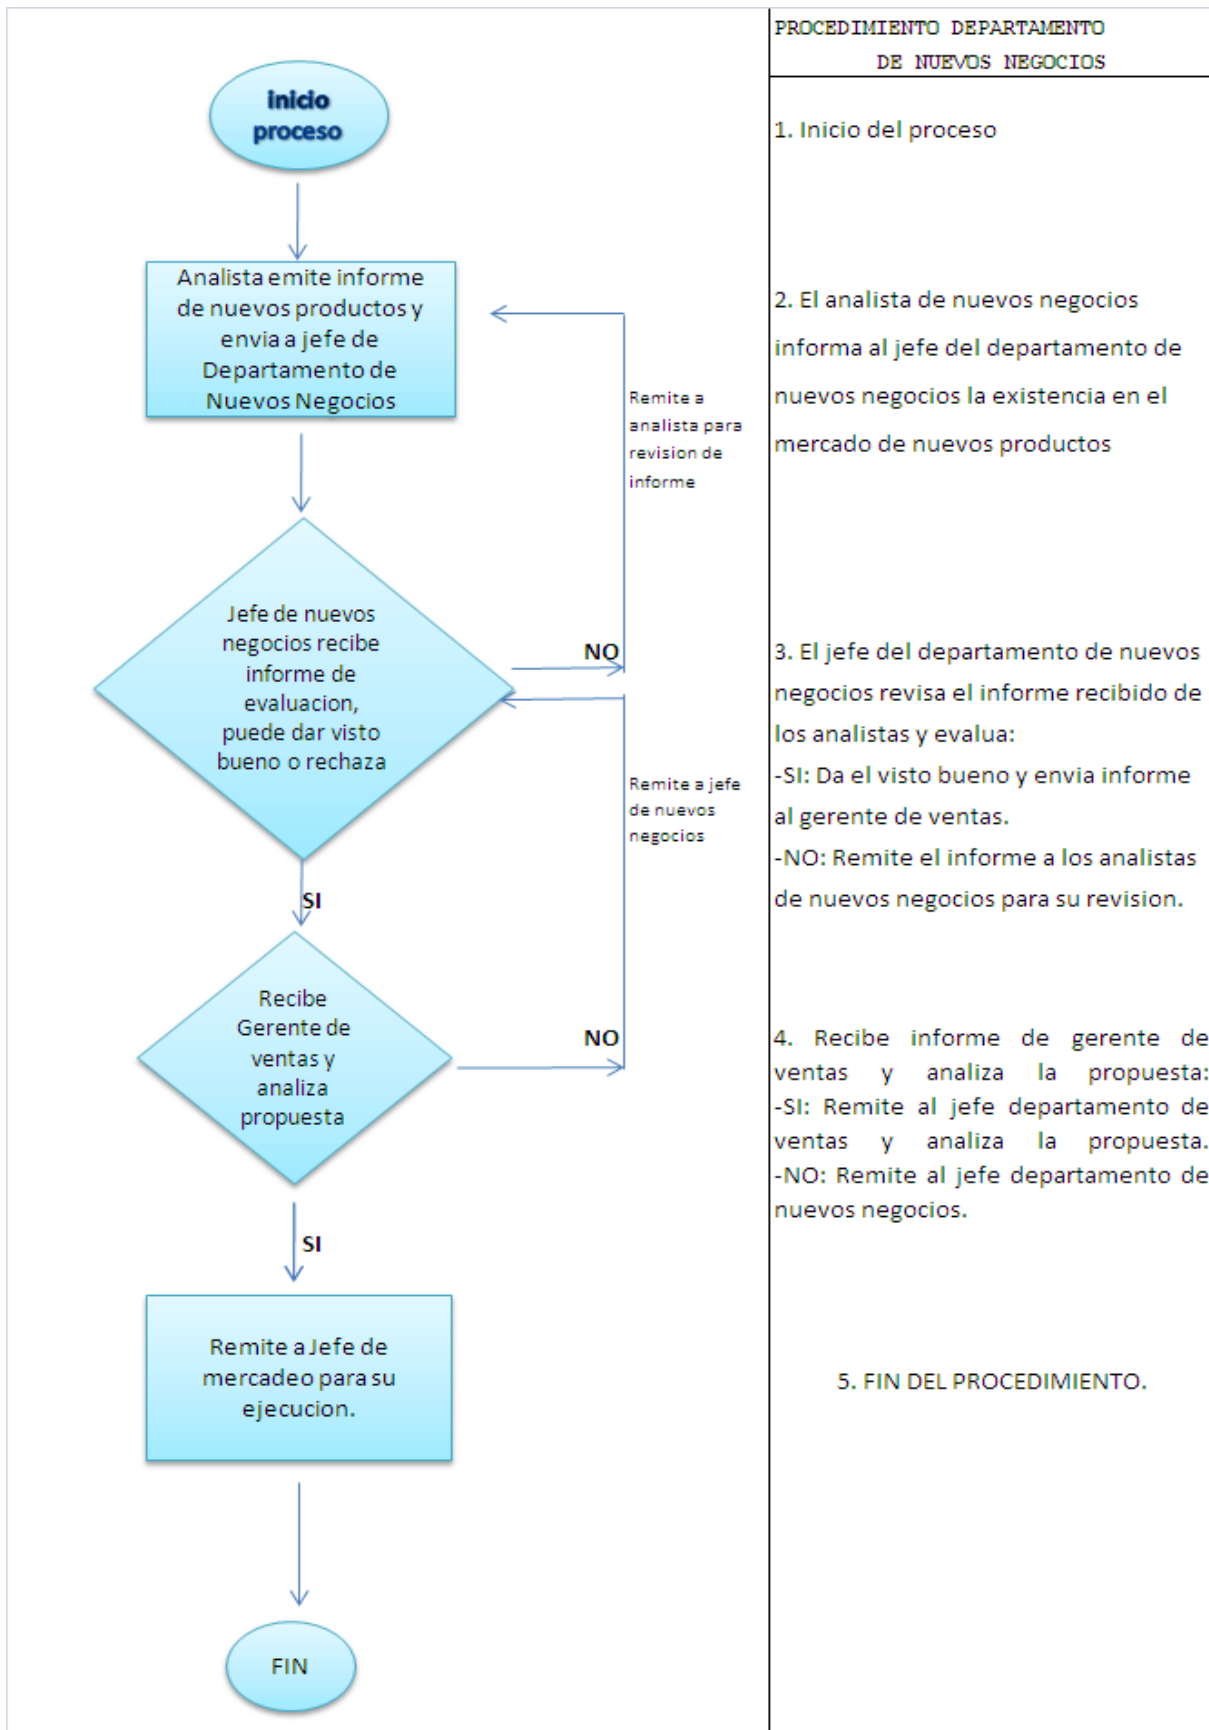 PROCEDIMIENTO DEPARTAMENTO
DE NUEVOS NEGOCIOS
inicio
proceso
1. Inicio del proceso
Analista emite informe
de nuevos productos y
envia a jefe de
Departamento de
Nuevos Negocios
2. El analista de nuevos negocios
informa al jefe del departamento de
nuevos negocios la existencia en el
mercado de nuevos productos
Remite a
analista para
revision de
informe
Jefe de nuevos
negocios recibe
informe de
evaluacion,
puede dar visto
bueno o rechaza
NO
3. El jefe del departamento de nuevos
negocios revisa el informe recibido de
los analistas y evalua:
-SI: Da el visto bueno y envia informe
al gerente de ventas.
-NO: Remite el informe a los analistas
de nuevos negocios para su revision.
Remite a jefe
de nuevos
negocios
SI
Recibe
Gerente de
ventas y
analiza
propuesta
NO
4. Recibe informe de gerente de
ventas y analiza la propuesta:
-SI: Remite al jefe departamento de
ventas y analiza la propuesta.
-NO: Remite al jefe departamento de
nuevos negocios.
SI
Remite a Jefe de
mercadeo para su
ejecucion.
5. FIN DEL PROCEDIMIENTO.
FIN